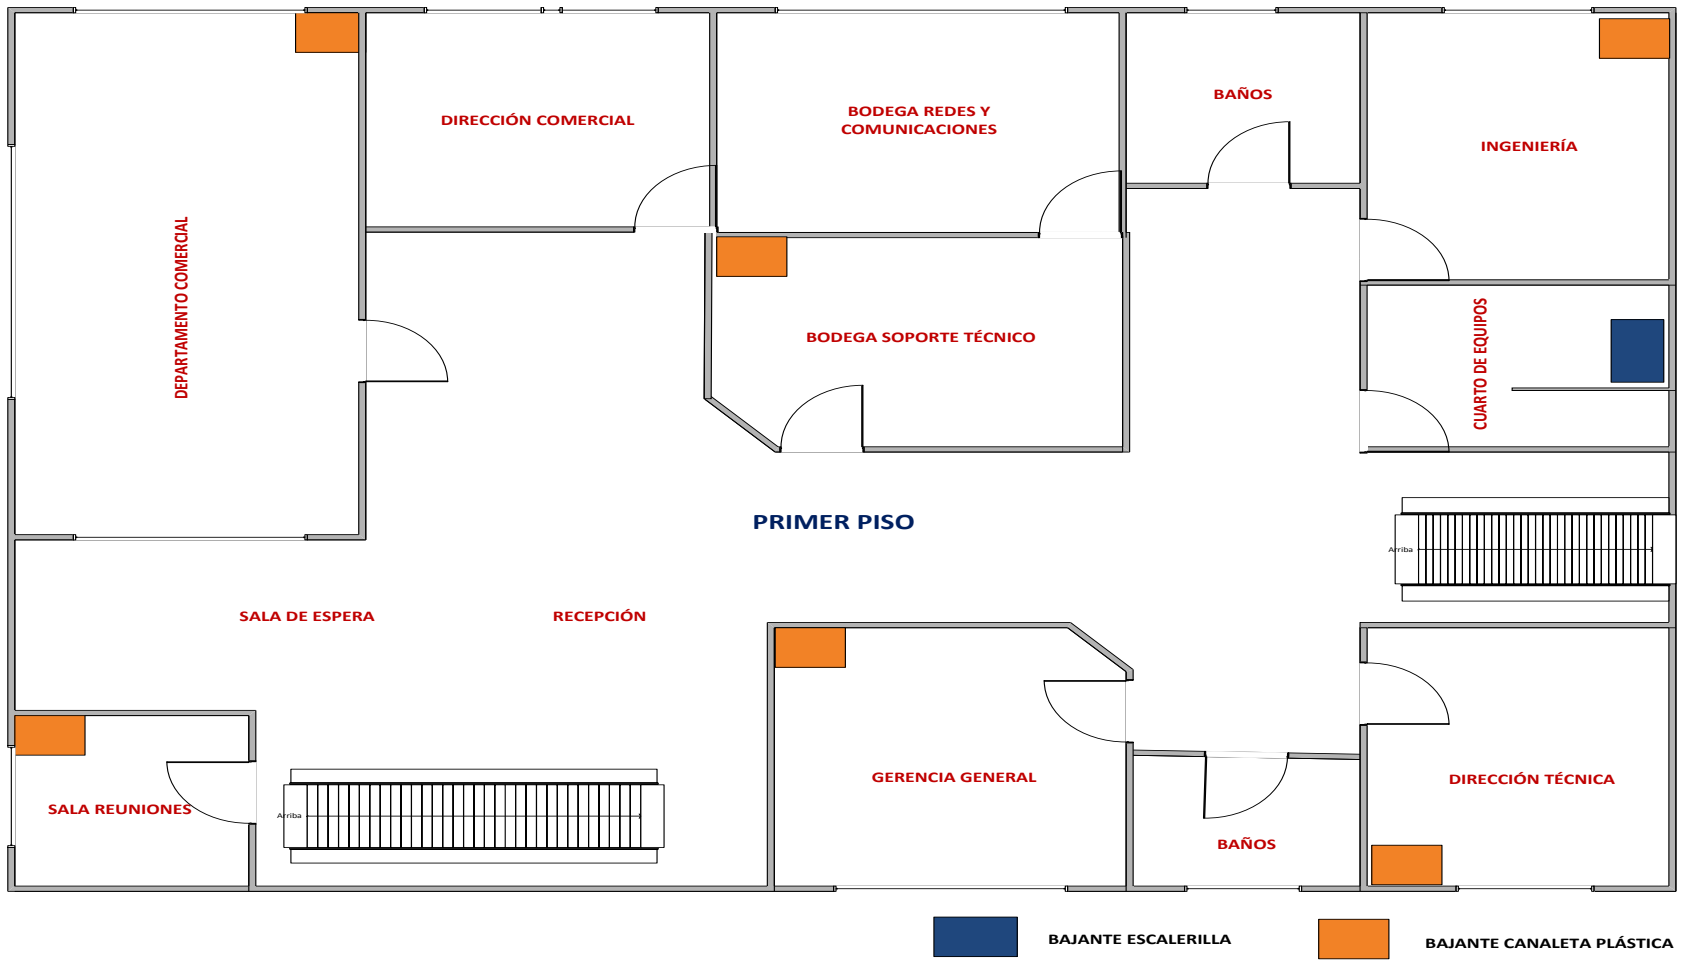 BAÑOS
BODEGA REDES Y
COMUNICACIONES
DIRECCIÓN COMERCIAL
INGENIERÍA
DEPARTAMENTO COMERCIAL
BODEGA SOPORTE TÉCNICO
CUARTO DE EQUIPOS
PRIMER PISO
Arriba
SALA DE ESPERA
RECEPCIÓN
GERENCIA GENERAL
DIRECCIÓN TÉCNICA
SALA REUNIONES
Arriba
BAÑOS
BAJANTE ESCALERILLA
BAJANTE CANALETA PLÁSTICA